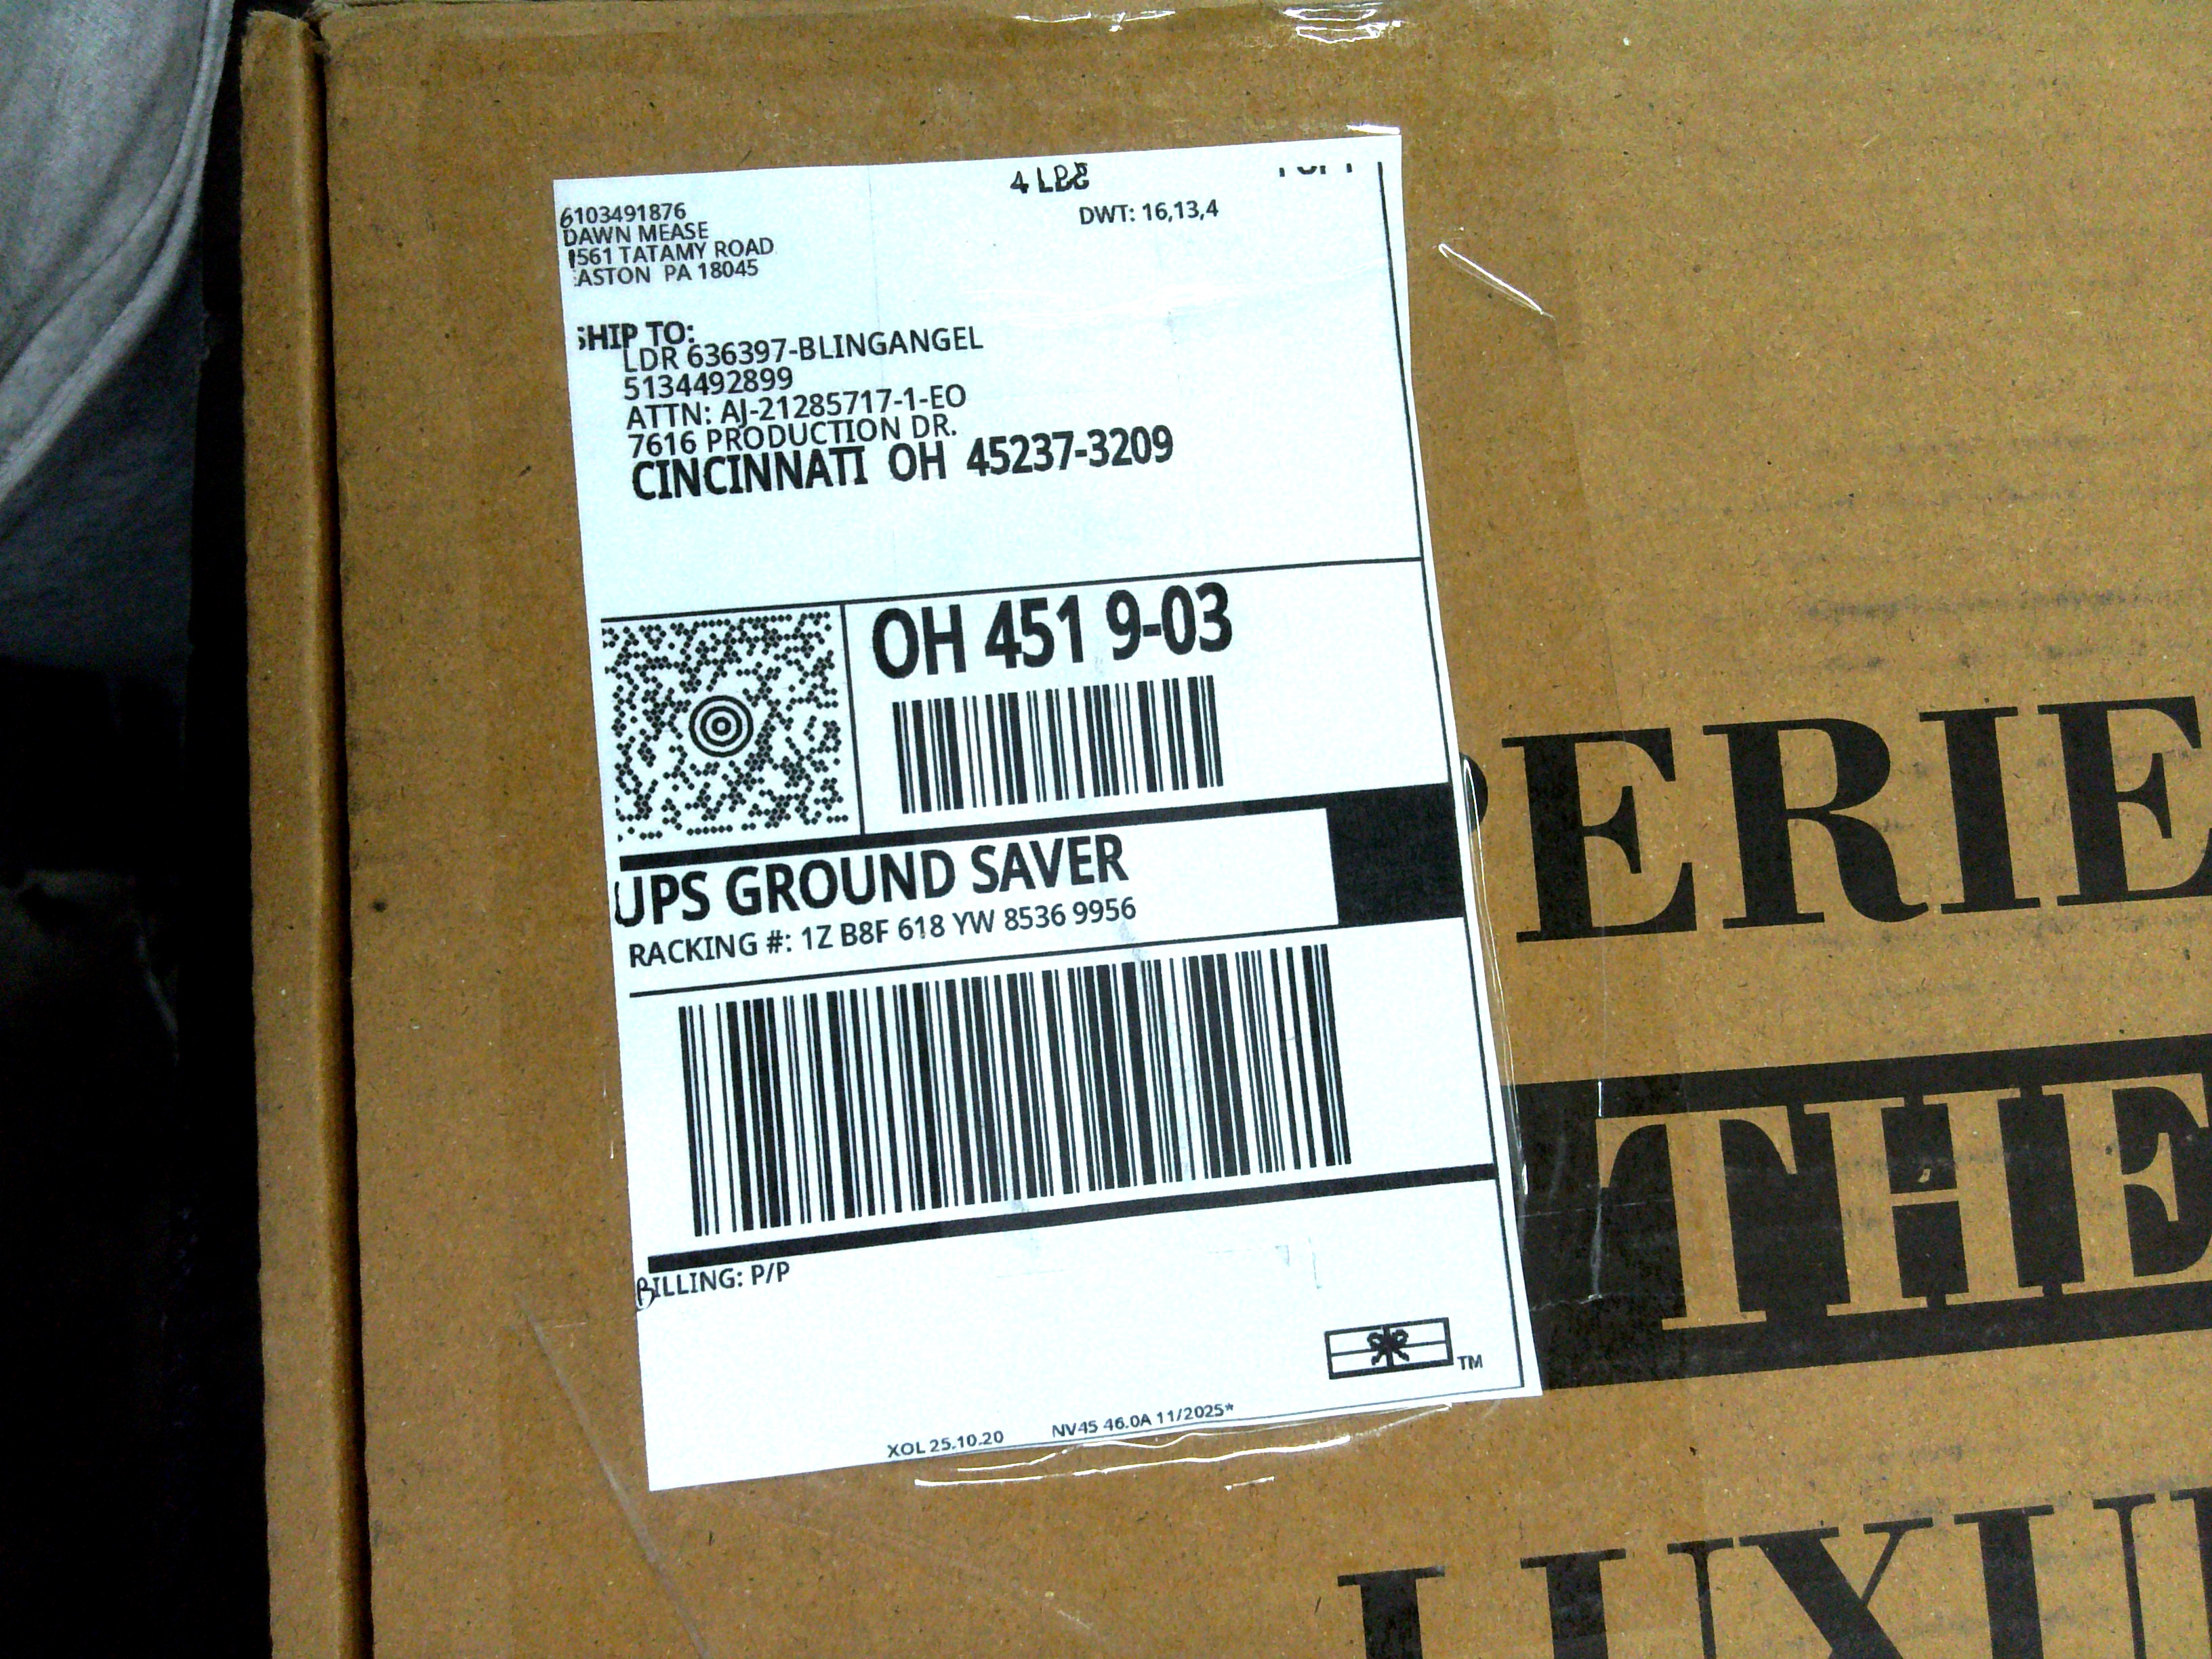 4 LBS
DWT: 16,13,4
6103491876
DAWN MEASE
1561 TATAMY ROAD
EASTON PA 18045
SHIP TO:
LDR 636397-BLINGANGEL
5134492899
ATTN: AJ-21285717-1-EO
7616 PRODUCTION DR.
CINCINNATI OH 45237-3209
OH 451 9-03
UPS GROUND SAVER
RACKING #: 1Z B8F 618 YW 8536 9956
BILLING: P/P
TM
XOL 25.10.20 NV45 46.0A 11/2025*
PERIE
THE
LUXU